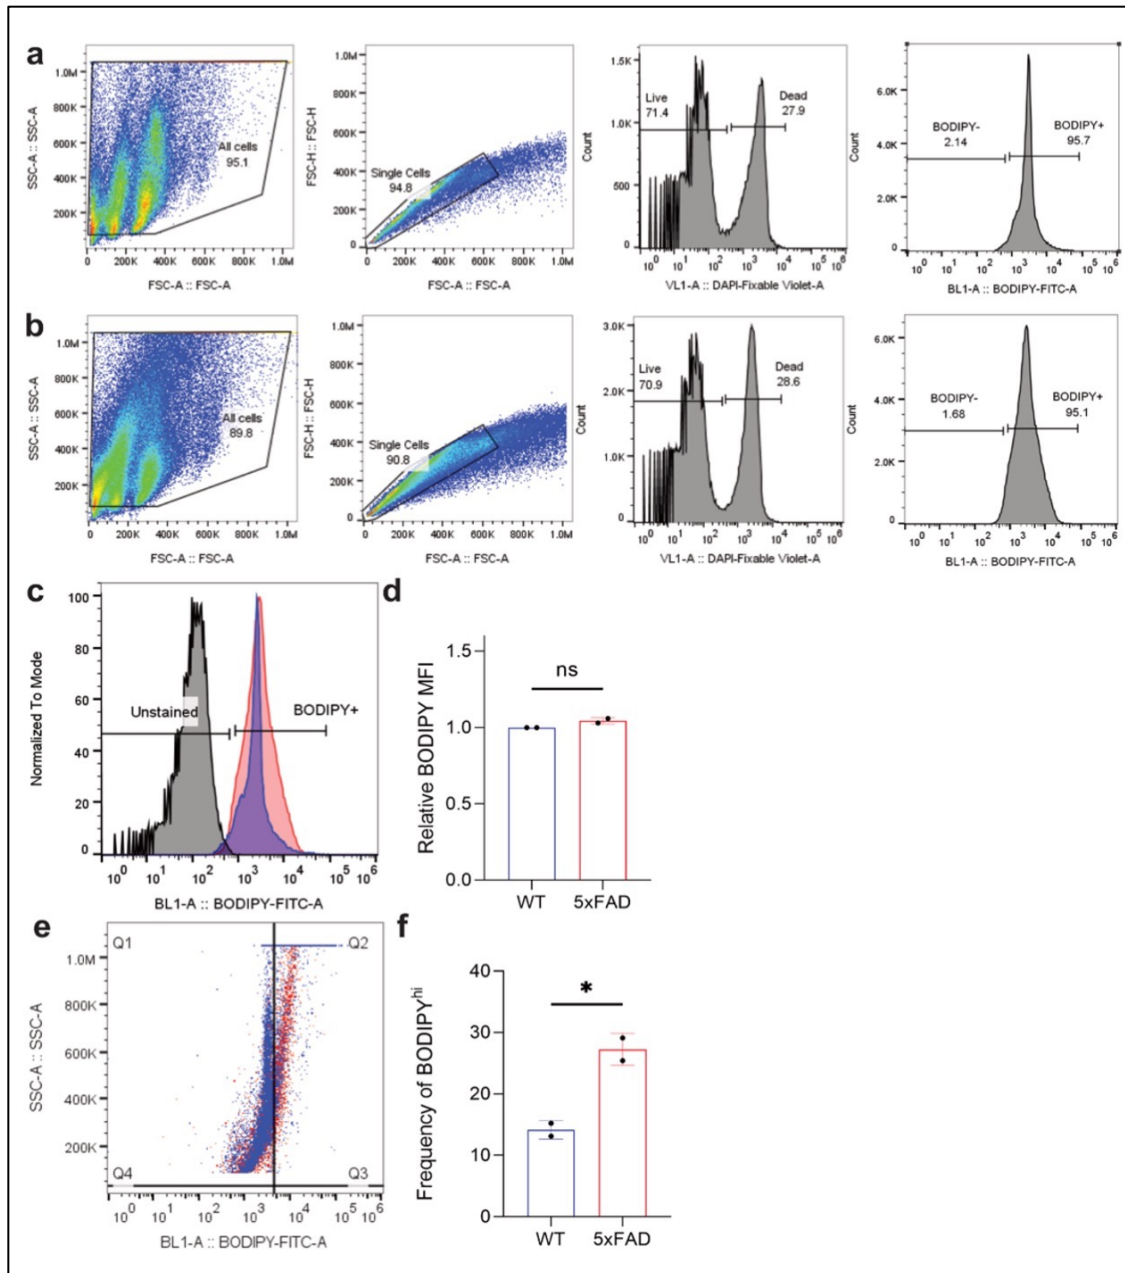 a
SSC-A :: SSC-A
1.0M
800K
600K
400K
200K
0
All cells
95.1
0 200K 400K 600K 800K 1.0M
FSC-A :: FSC-A
FSC-H :: FSC-H
1.0M
800K
600K
400K
200K
0
Single Cells
94.8
0 200K 400K 600K 800K 1.0M
FSC-A :: FSC-A
Count
1.5K
1.0K
500
0
Live
71.4
Dead
27.9
10^0 10^1 10^2 10^3 10^4 10^5 10^6
VL1-A :: DAPI-Fixable Violet-A
Count
6.0K
4.0K
2.0K
0
BODIPY-
2.14
BODIPY+
95.7
10^0 10^1 10^2 10^3 10^4 10^5 10^6
BL1-A :: BODIPY-FITC-A
b
SSC-A :: SSC-A
1.0M
800K
600K
400K
200K
0
All cells
89.8
0 200K 400K 600K 800K 1.0M
FSC-A :: FSC-A
FSC-H :: FSC-H
1.0M
800K
600K
400K
200K
0
Single Cells
90.8
0 200K 400K 600K 800K 1.0M
FSC-A :: FSC-A
Count
3.0K
2.0K
1.0K
0
Live
70.9
Dead
28.6
10^0 10^1 10^2 10^3 10^4 10^5 10^6
VL1-A :: DAPI-Fixable Violet-A
Count
6.0K
4.0K
2.0K
0
BODIPY-
1.68
BODIPY+
95.1
10^0 10^1 10^2 10^3 10^4 10^5 10^6
BL1-A :: BODIPY-FITC-A
c
Normalized To Mode
100
80
60
40
20
0
Unstained
BODIPY+
10^0 10^1 10^2 10^3 10^4 10^5 10^6
BL1-A :: BODIPY-FITC-A
d
Relative BODIPY MFI
1.5
1.0
0.5
0.0
ns
WT 5xFAD
e
SSC-A :: SSC-A
1.0M
800K
600K
400K
200K
Q1 Q2
Q4 Q3
10^0 10^1 10^2 10^3 10^4 10^5 10^6
BL1-A :: BODIPY-FITC-A
f
Frequency of BODIPY^hi
40
30
20
10
0
*
WT 5xFAD